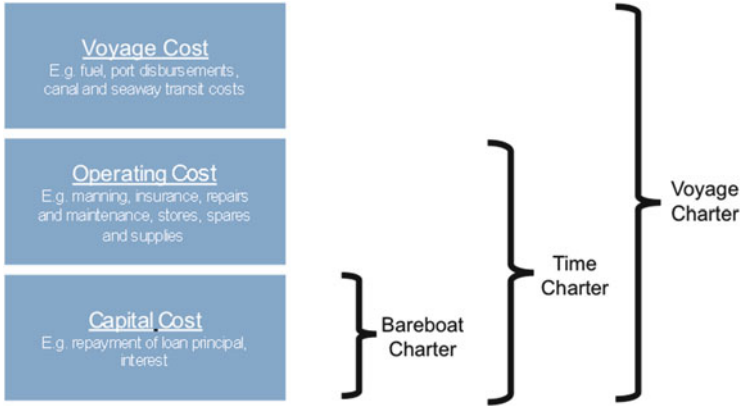 Voyage Cost
E.g. fuel, port disbursements,
canal and seaway transit costs
Operating Cost
E.g. manning, insurance, repairs
and maintenance, stores, spares
and supplies
Capital Cost
E.g. repayment of loan principal,
interest
Bareboat
Charter
Time
Charter
Voyage
Charter